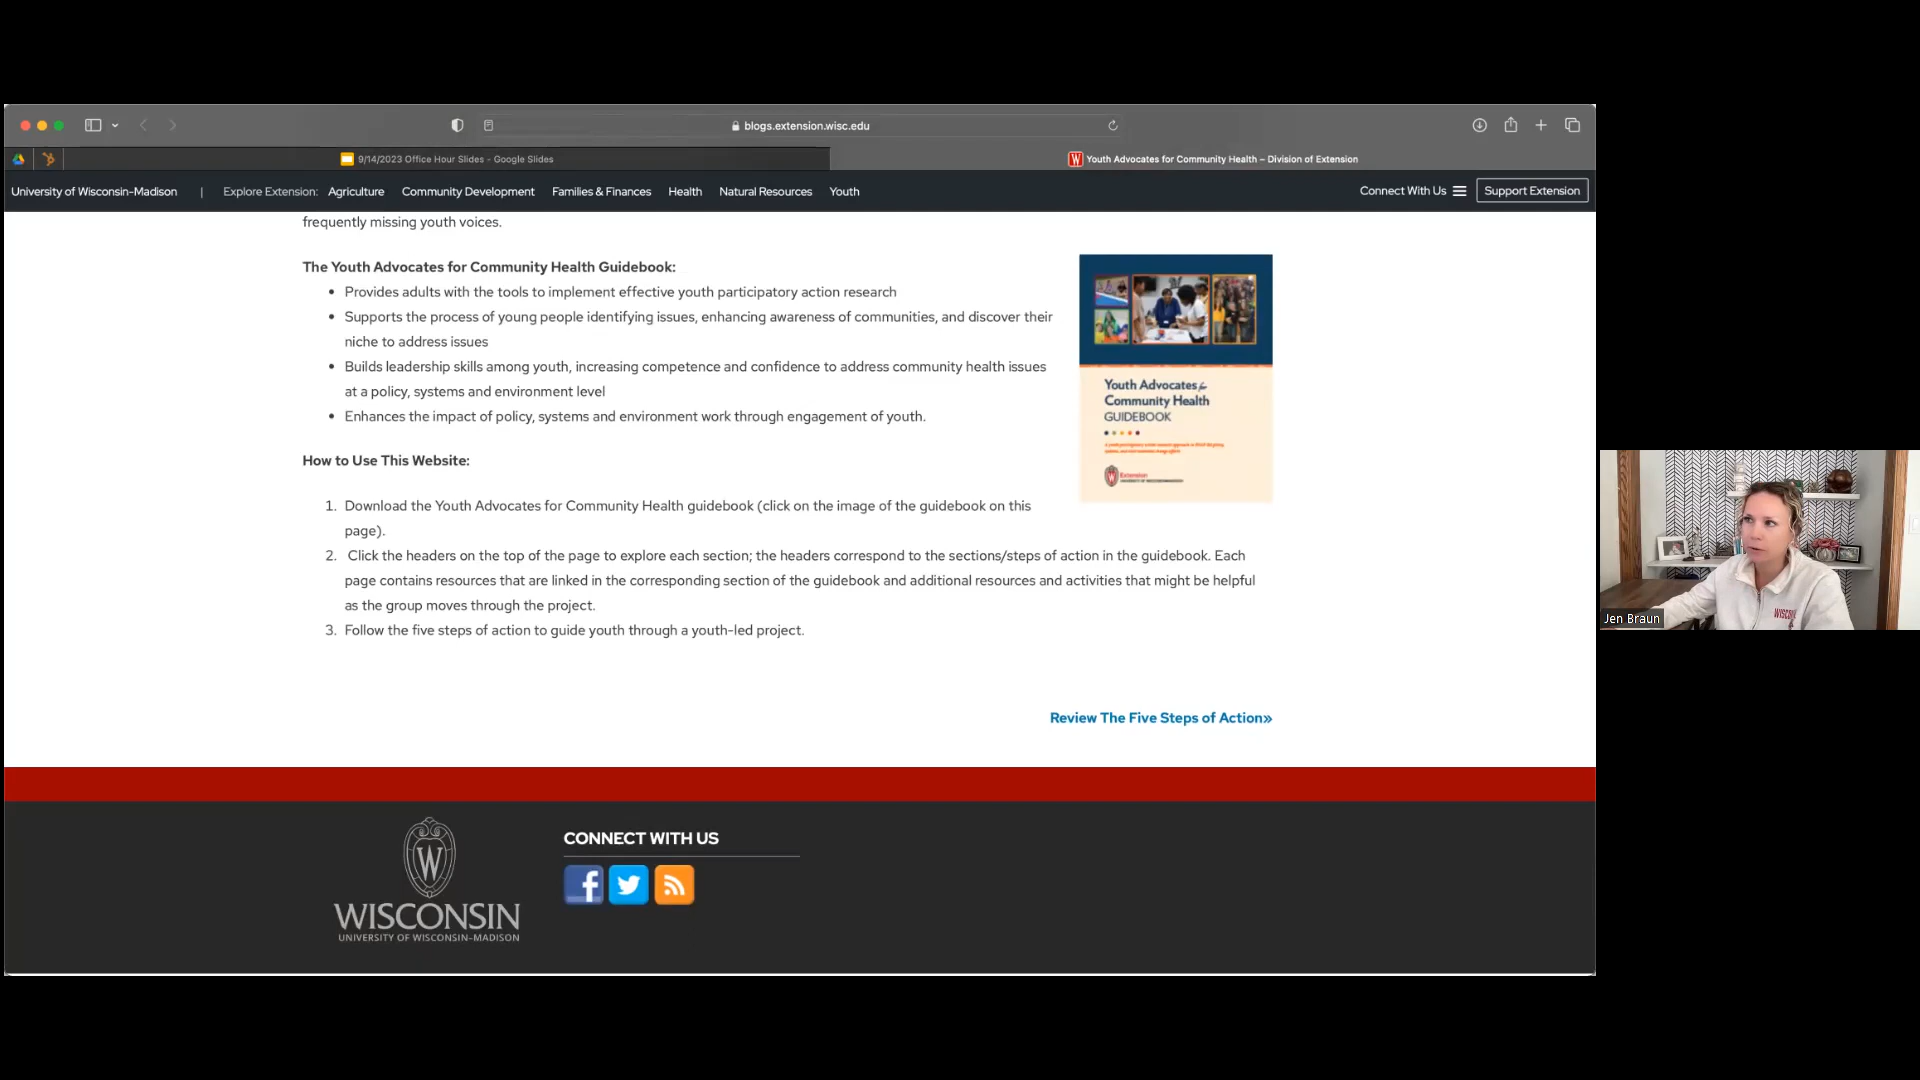 blogs.extension.wisc.edu
9/14/2023 Office Hour Slides - Google Slides
Youth Advocates for Community Health – Division of Extension
University of Wisconsin-Madison | Explore Extension: Agriculture Community Development Families & Finances Health Natural Resources Youth Connect With Us Support Extension
frequently missing youth voices.
The Youth Advocates for Community Health Guidebook:
• Provides adults with the tools to implement effective youth participatory action research
• Supports the process of young people identifying issues, enhancing awareness of communities, and discover their
niche to address issues
• Builds leadership skills among youth, increasing competence and confidence to address community health issues
at a policy, systems and environment level
• Enhances the impact of policy, systems and environment work through engagement of youth.
Youth Advocates for
Community Health
GUIDEBOOK
Extension
UNIVERSITY OF WISCONSIN-MADISON
How to Use This Website:
1. Download the Youth Advocates for Community Health guidebook (click on the image of the guidebook on this
page).
2. Click the headers on the top of the page to explore each section; the headers correspond to the sections/steps of action in the guidebook. Each
page contains resources that are linked in the corresponding section of the guidebook and additional resources and activities that might be helpful
as the group moves through the project.
3. Follow the five steps of action to guide youth through a youth-led project.
Review The Five Steps of Action»
W
WISCONSIN
UNIVERSITY OF WISCONSIN-MADISON
CONNECT WITH US
Jen Braun